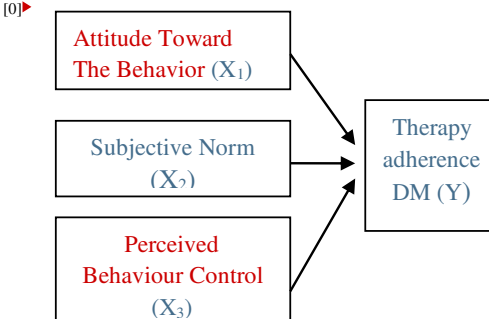 [0]
Attitude Toward
The Behavior (X₁)
Subjective Norm
(X₂)
Therapy
adherence
DM (Y)
Perceived
Behaviour Control
(X₃)